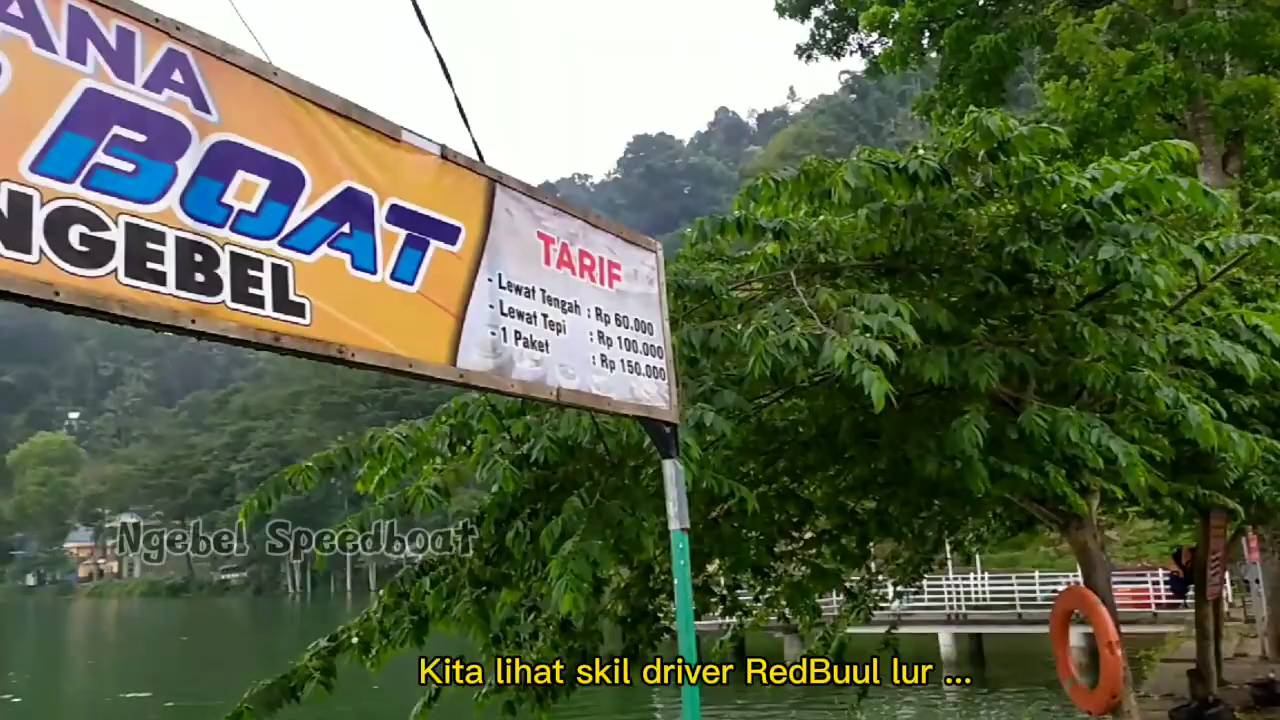 ANA
BOAT
NGEBEL
TARIF
- Lewat Tengah : Rp 60.000
- Lewat Tepi : Rp 100.000
- 1 Paket : Rp 150.000
Ngebel Speedboat
Kita lihat skil driver RedBuul lur ...